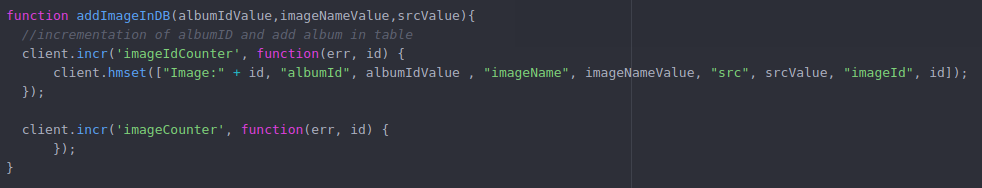 function addImageInDB(albumIdValue,imageNameValue,srcValue){
  //incrementation of albumID and add album in table
  client.incr('imageIdCounter', function(err, id) {
      client.hmset(["Image:" + id, "albumId", albumIdValue , "imageName", imageNameValue, "src", srcValue, "imageId", id]);
  });

  client.incr('imageCounter', function(err, id) {
      });
}